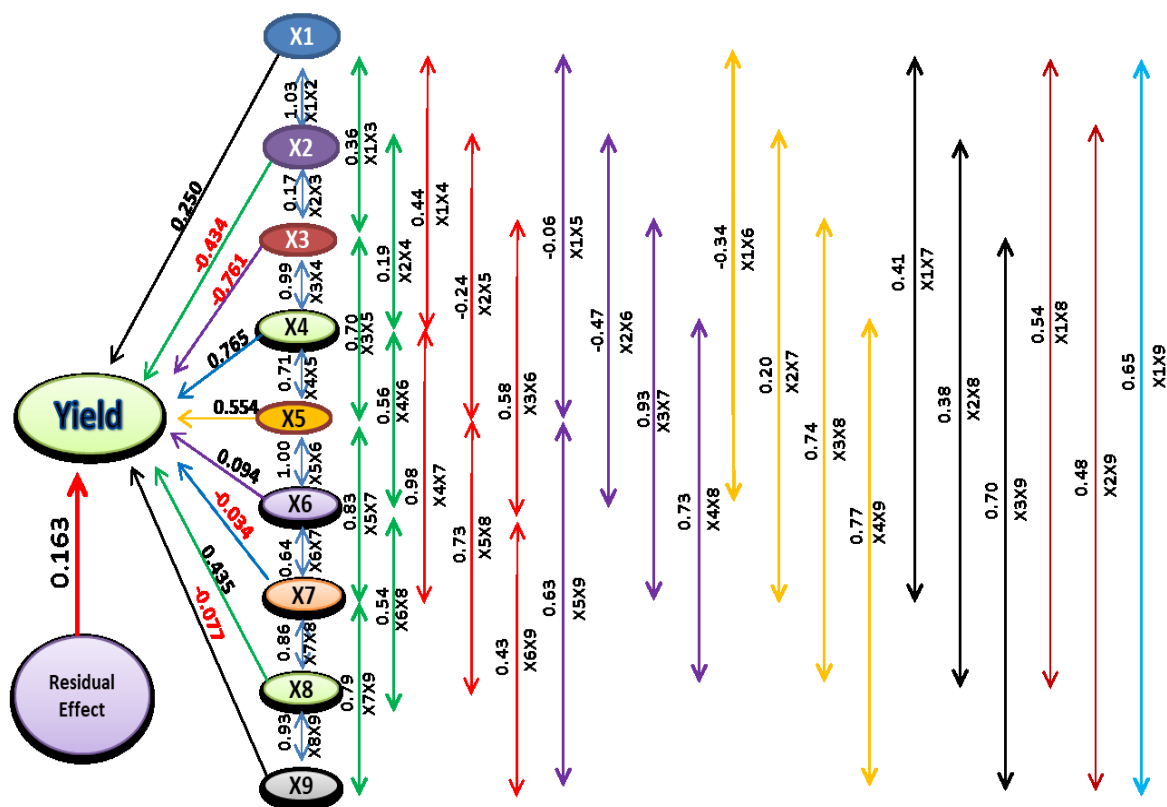 X1
1.03
X1X2
X2
0.17
X2X3
X3
0.99
X3X4
X4
0.71
X4X5
X5
1.00
X5X6
X6
0.64
X6X7
X7
0.86
X7X8
X8
0.93
X8X9
X9
0.250
-0.434
-0.761
0.765
0.554
0.094
-0.034
0.435
-0.077
Yield
0.163
Residual
Effect
0.36
X1X3
0.70
X3X5
0.83
X5X7
0.79
X7X9
0.19
X2X4
0.56
X4X6
0.54
X6X8
0.44
X1X4
0.98
X4X7
-0.24
X2X5
0.73
X5X8
0.58
X3X6
0.43
X6X9
-0.06
X1X5
0.63
X5X9
-0.47
X2X6
0.93
X3X7
0.73
X4X8
-0.34
X1X6
0.20
X2X7
0.74
X3X8
0.77
X4X9
0.41
X1X7
0.38
X2X8
0.70
X3X9
0.54
X1X8
0.48
X2X9
0.65
X1X9